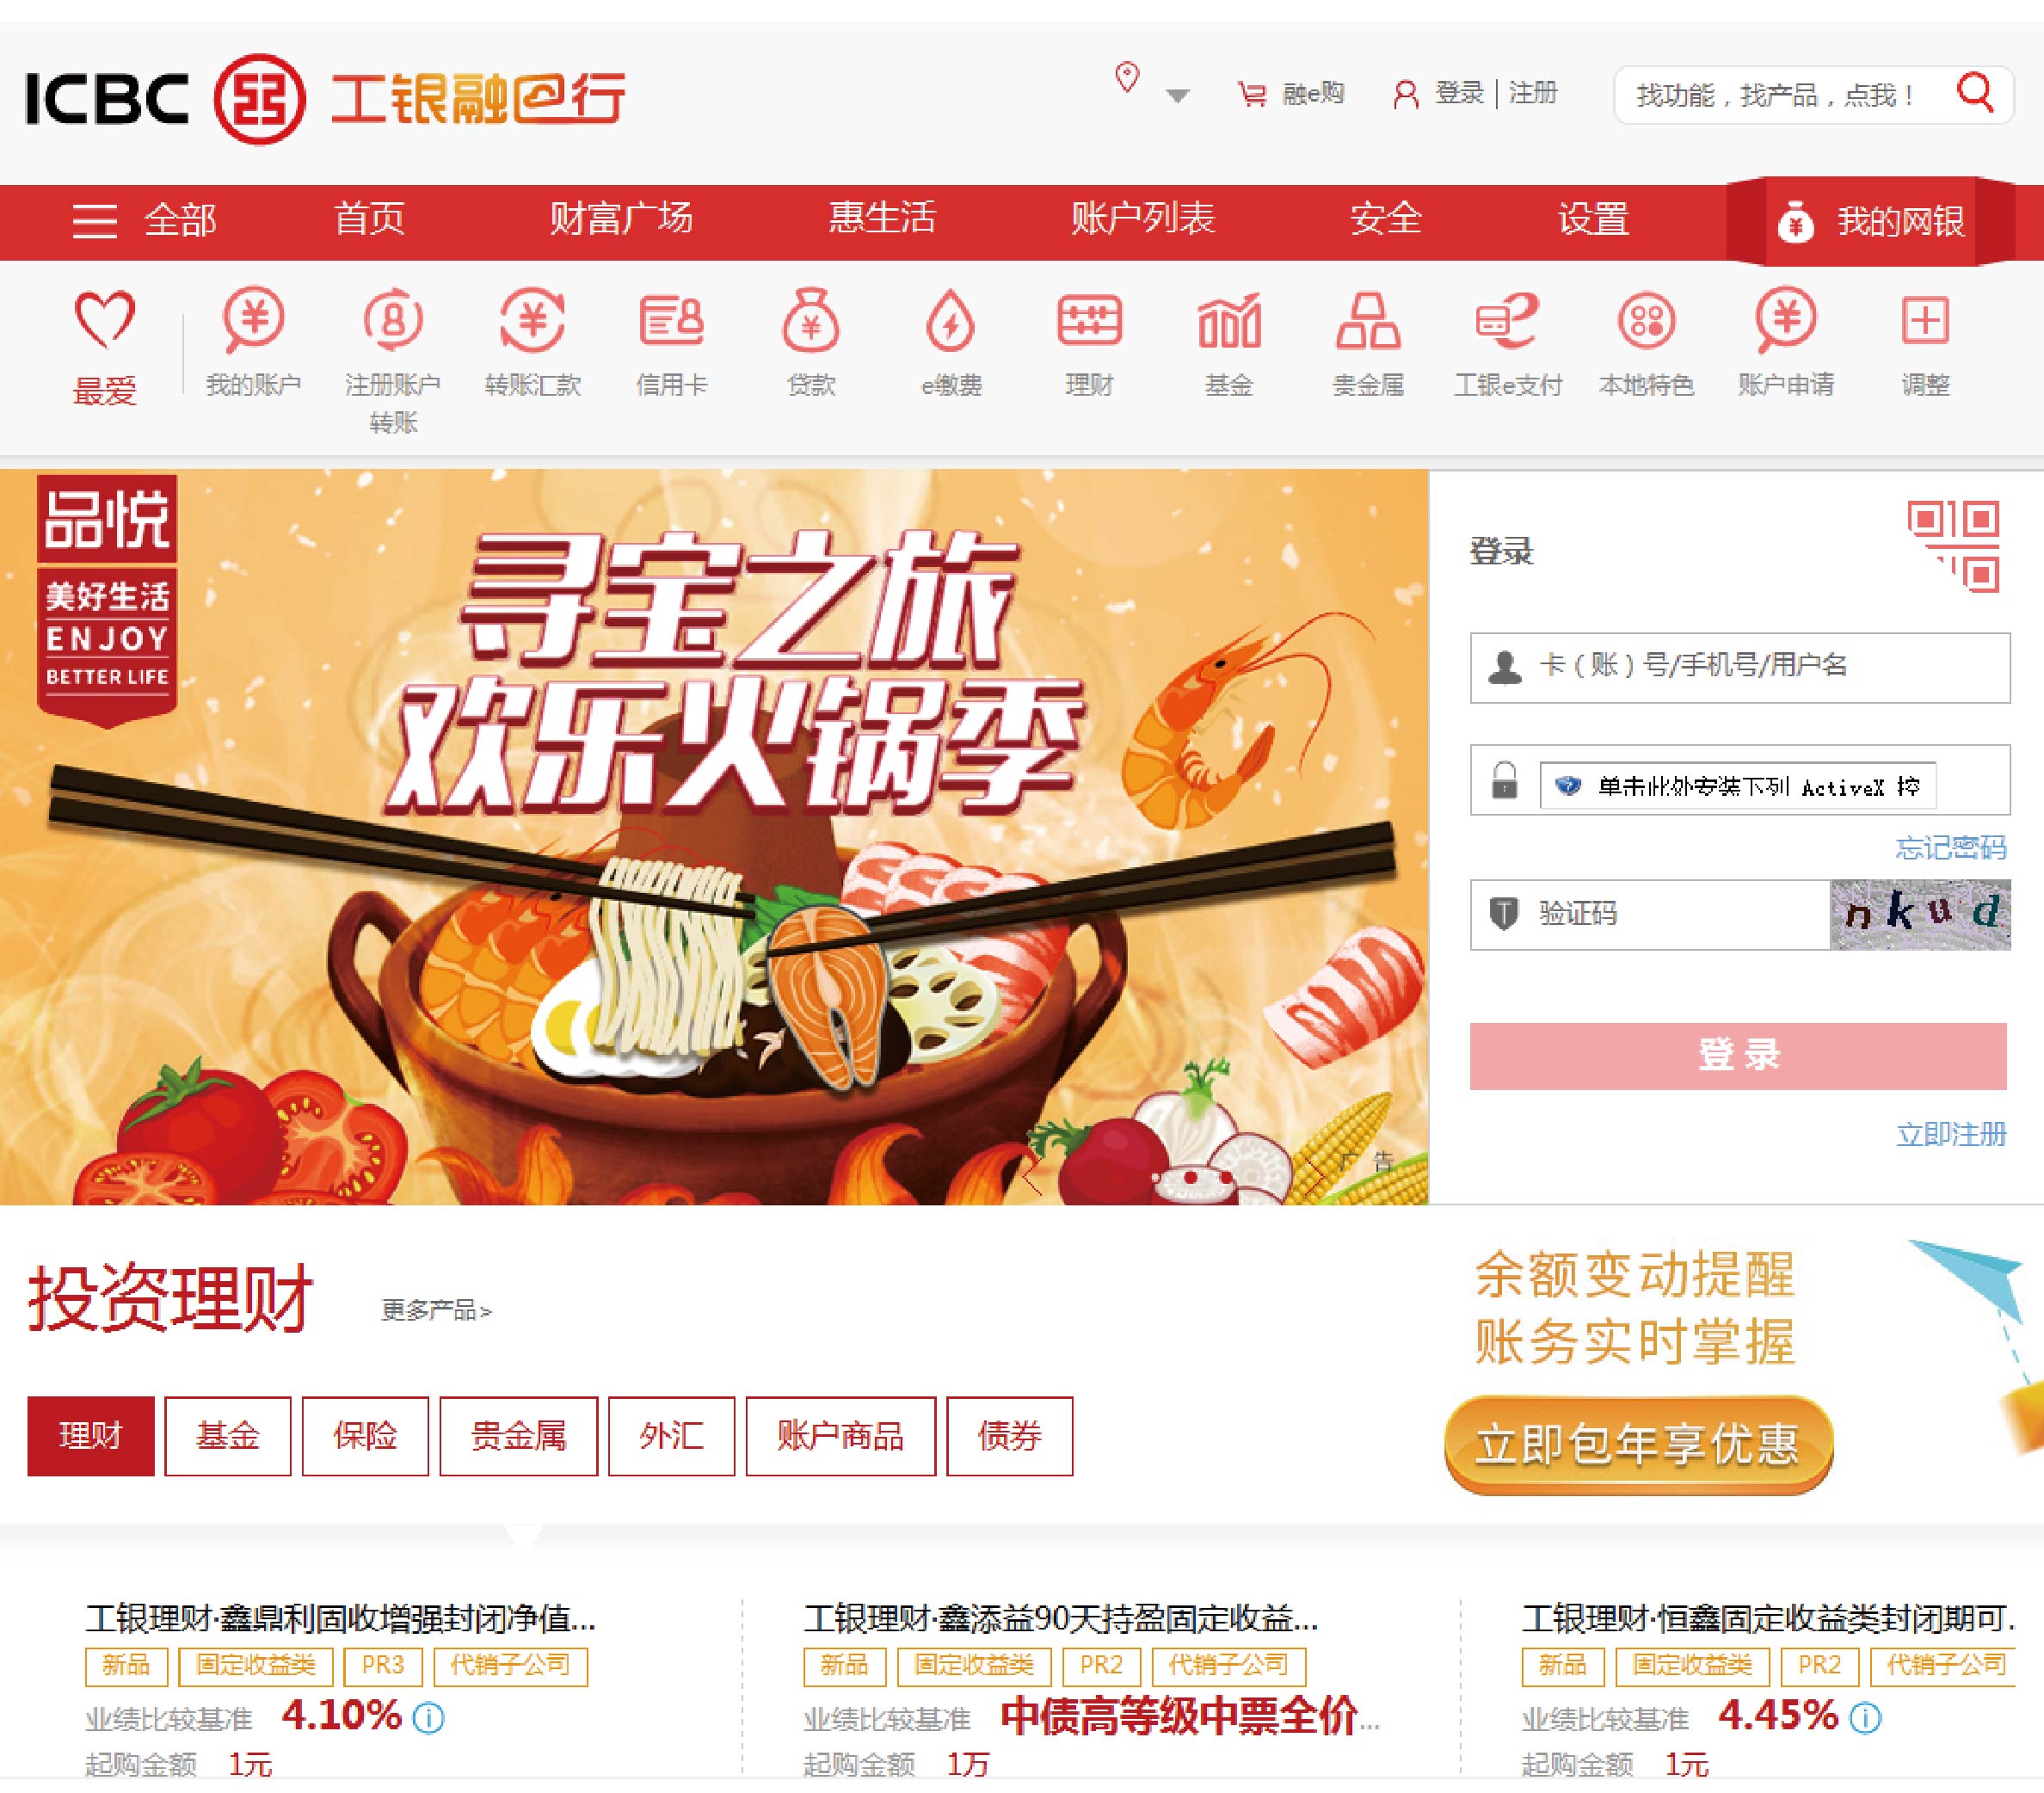 ICBC 工银融e行
融e购 登录 | 注册 找功能，找产品，点我！
全部 首页 财富广场 惠生活 账户列表 安全 设置 我的网银
最爱 我的账户 注册账户转账 转账汇款 信用卡 贷款 e缴费 理财 基金 贵金属 工银e支付 本地特色 账户申请 调整
品悦
美好生活
ENJOY
BETTER LIFE
寻宝之旅
欢乐火锅季
广告
登录
卡（账）号/手机号/用户名
单击此处安装下列 ActiveX 控
忘记密码
验证码 nkud
登录
立即注册
投资理财 更多产品>
余额变动提醒
账务实时掌握
立即包年享优惠
理财 基金 保险 贵金属 外汇 账户商品 债券
工银理财·鑫鼎利固收增强封闭净值...
新品 固定收益类 PR3 代销子公司
业绩比较基准 4.10%
起购金额 1元
工银理财·鑫添益90天持盈固定收益...
新品 固定收益类 PR2 代销子公司
业绩比较基准 中债高等级中票全价...
起购金额 1万
工银理财·恒鑫固定收益类封闭期可.
新品 固定收益类 PR2 代销子公司
业绩比较基准 4.45%
起购金额 1元